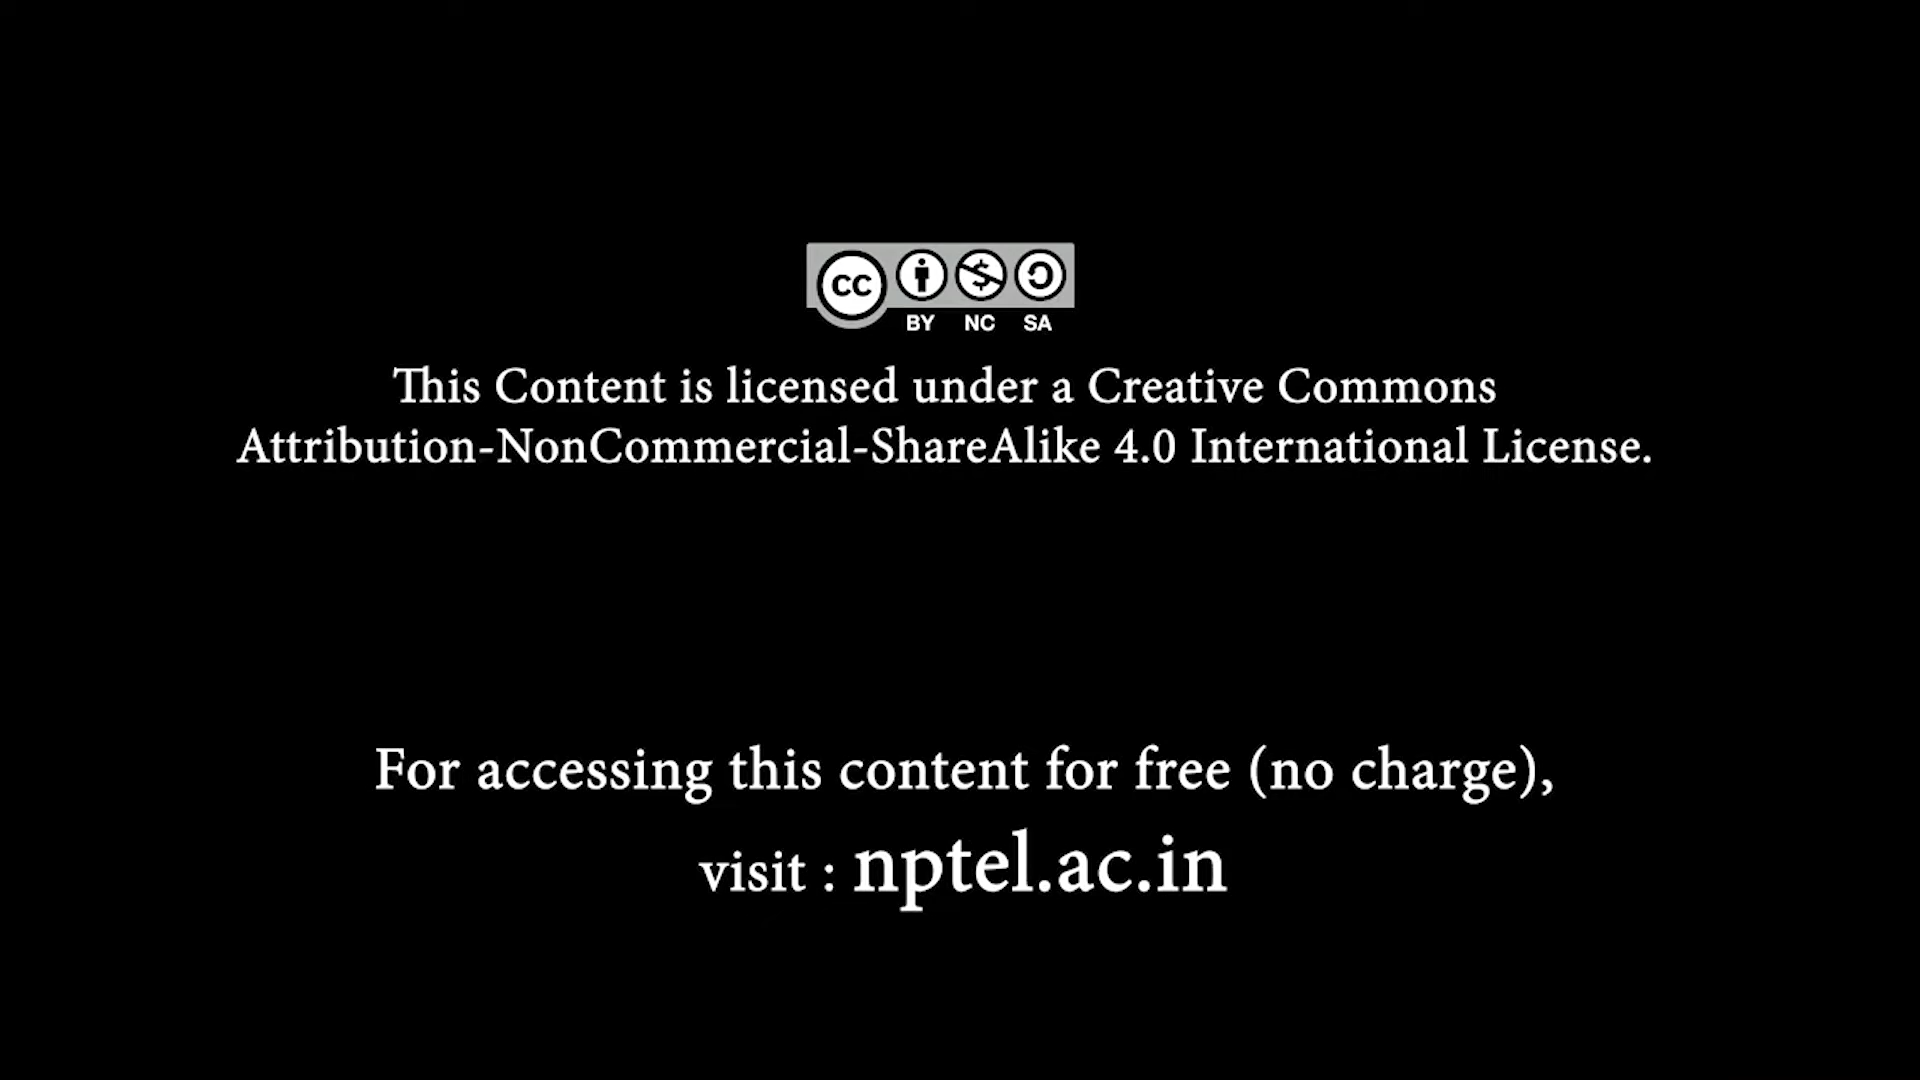 cc
BY NC SA
This Content is licensed under a Creative Commons
Attribution-NonCommercial-ShareAlike 4.0 International License.
For accessing this content for free (no charge),
visit : nptel.ac.in